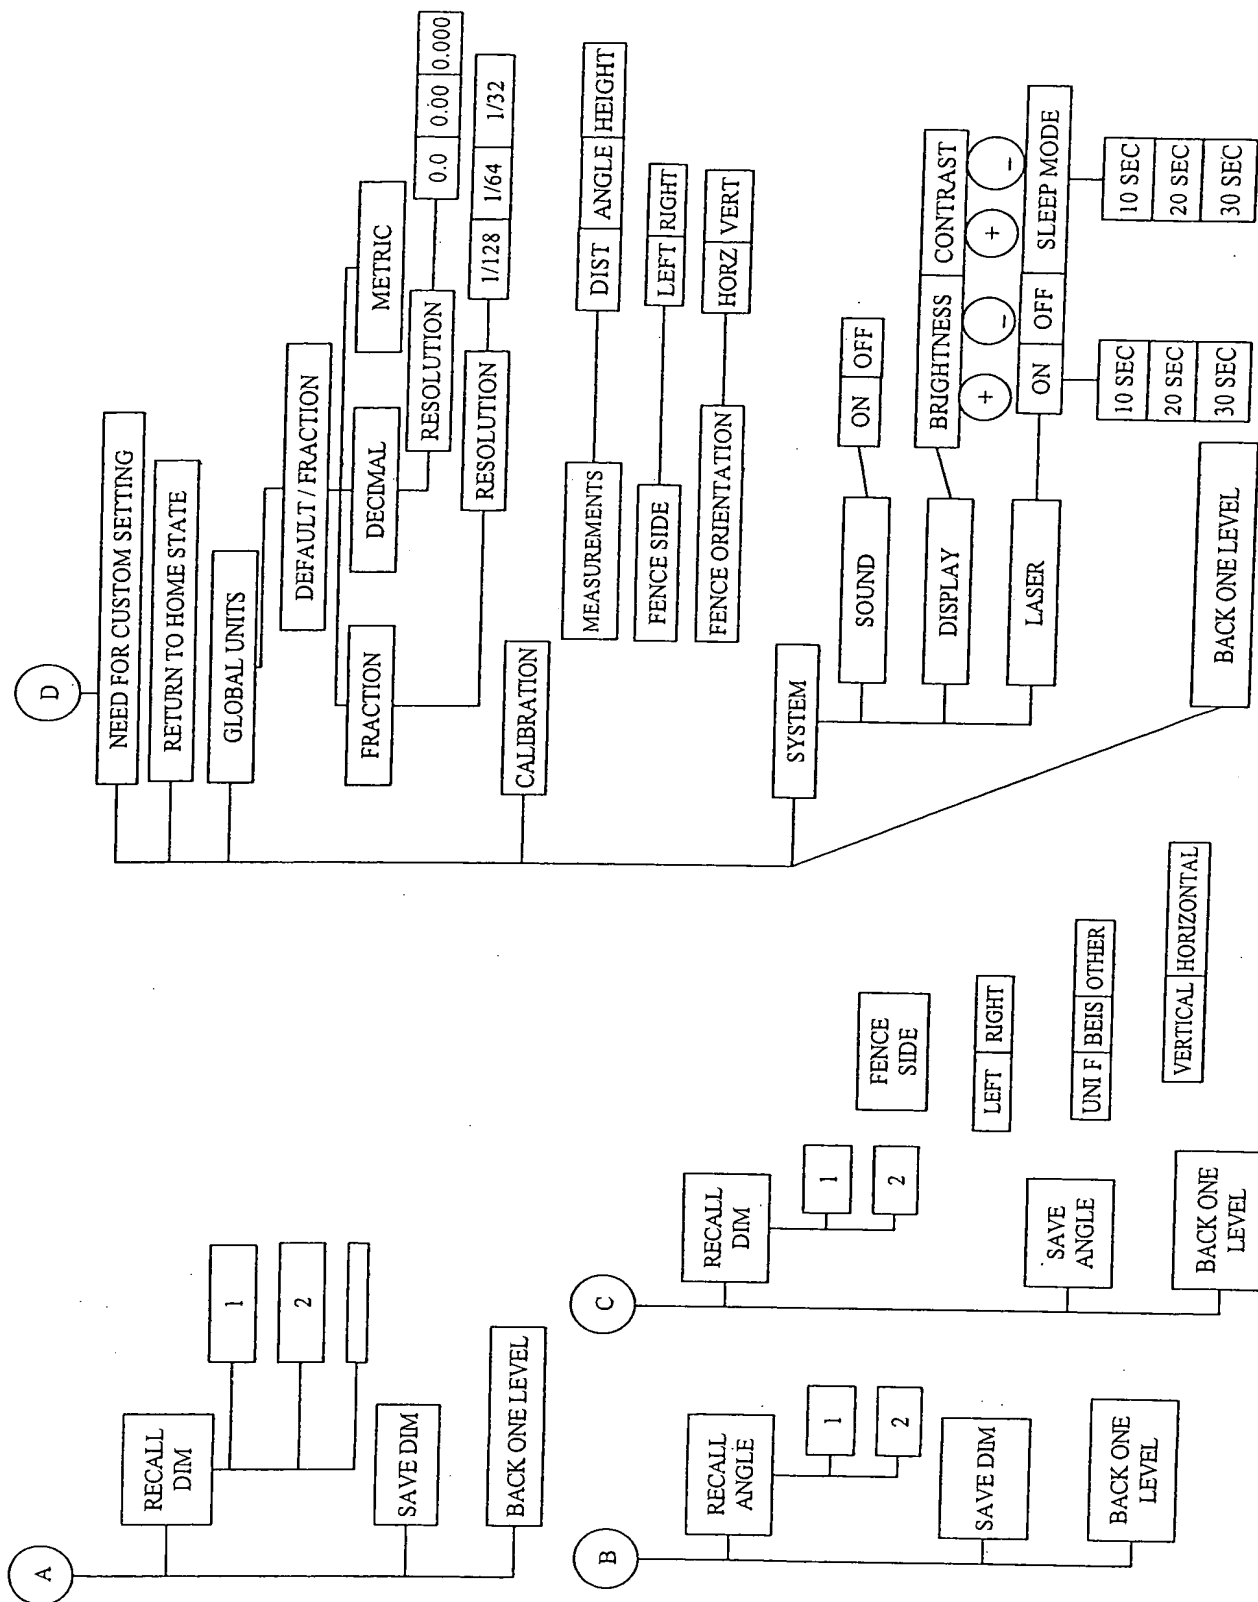 A
RECALL
DIM
1
2
SAVE DIM
BACK ONE LEVEL
B
RECALL
ANGLE
1
2
SAVE DIM
BACK ONE
LEVEL
C
RECALL
DIM
1
2
SAVE
ANGLE
BACK ONE
LEVEL
FENCE
SIDE
LEFT RIGHT
UNI F BEIS OTHER
VERTICAL HORIZONTAL
D
NEED FOR CUSTOM SETTING
RETURN TO HOME STATE
GLOBAL UNITS
DEFAULT / FRACTION
FRACTION
DECIMAL
METRIC
RESOLUTION
0.0 0.00 0.000
RESOLUTION
1/128 1/64 1/32
CALIBRATION
MEASUREMENTS
DIST ANGLE HEIGHT
FENCE SIDE
LEFT RIGHT
FENCE ORIENTATION
HORZ VERT
SYSTEM
SOUND
ON OFF
DISPLAY
BRIGHTNESS CONTRAST
+ − + −
LASER
ON OFF SLEEP MODE
10 SEC
20 SEC
30 SEC
10 SEC
20 SEC
30 SEC
BACK ONE LEVEL